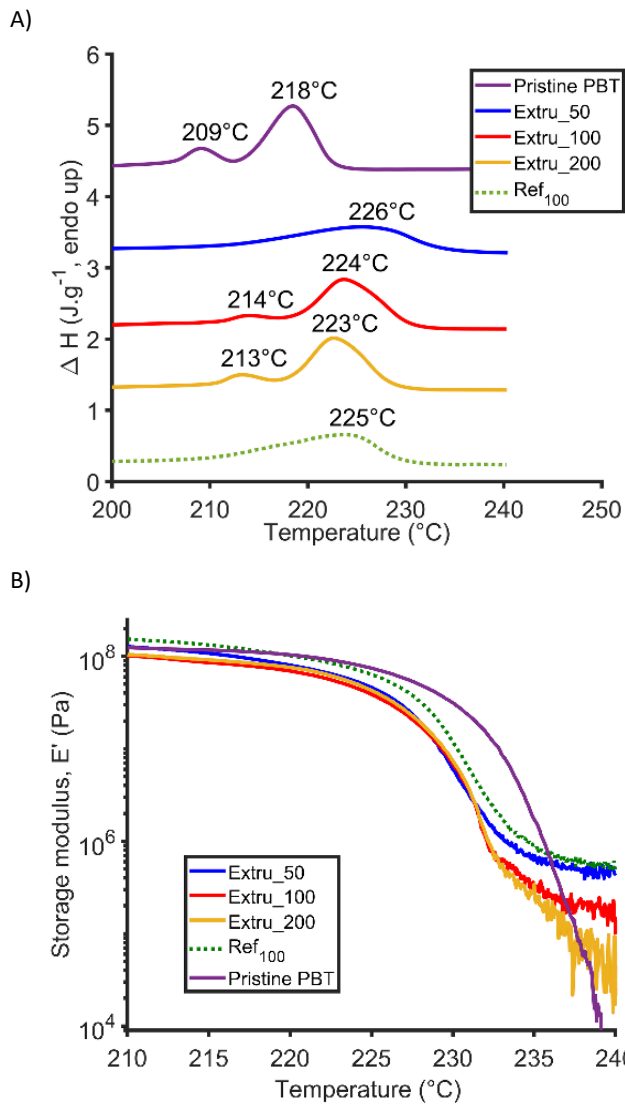 A)
6
5
4
3
2
1
0
Δ H (J.g⁻¹, endo up)
218°C
209°C
226°C
224°C
214°C
223°C
213°C
225°C
Pristine PBT
Extru_50
Extru_100
Extru_200
Ref₁₀₀
200 210 220 230 240 250
Temperature (°C)
B)
10⁸
10⁶
10⁴
Storage modulus, E' (Pa)
Extru_50
Extru_100
Extru_200
Ref₁₀₀
Pristine PBT
210 215 220 225 230 235 24
Temperature (°C)